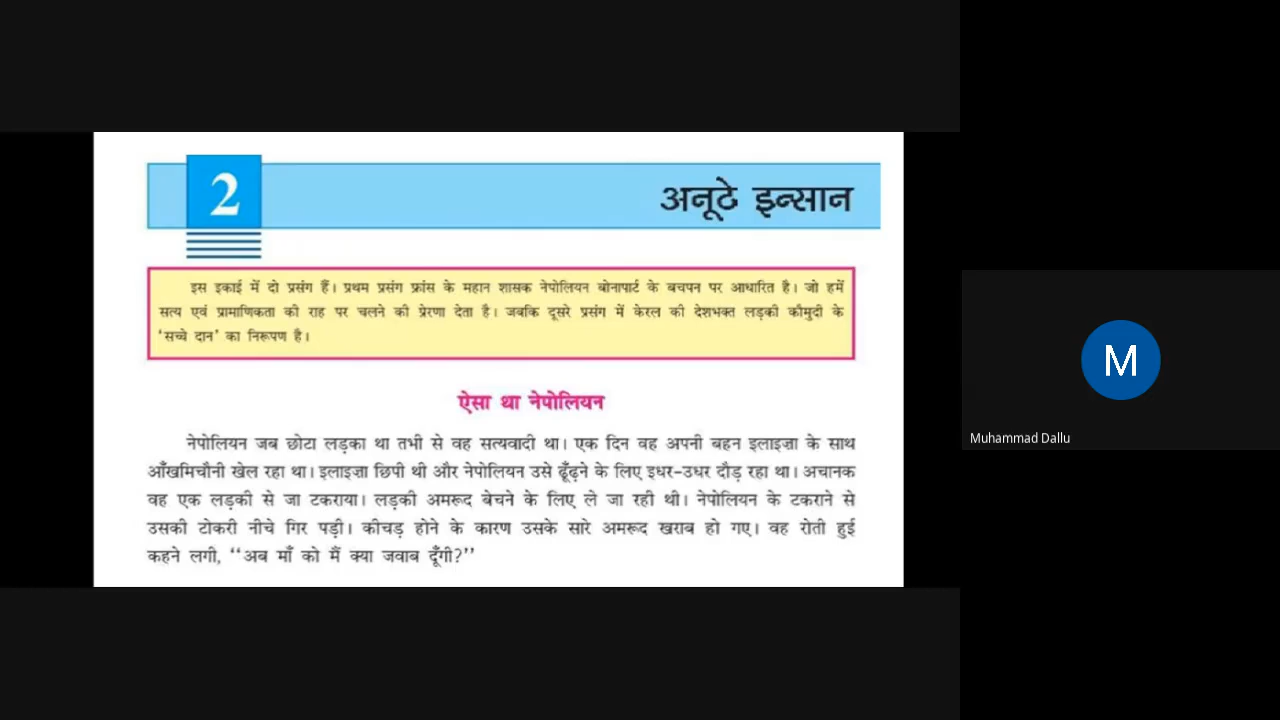 2
अनूठे इन्सान
इस इकाई में दो प्रसंग हैं। प्रथम प्रसंग फ्रांस के महान शासक नेपोलियन बोनापार्ट के बचपन पर आधारित है। जो हमें
सत्य एवं प्रामाणिकता की राह पर चलने की प्रेरणा देता है। जबकि दूसरे प्रसंग में केरल की देशभक्त लड़की कौमुदी के
‘सच्चे दान’ का निरूपण है।
ऐसा था नेपोलियन
नेपोलियन जब छोटा लड़का था तभी से वह सत्यवादी था। एक दिन वह अपनी बहन इलाइज़ा के साथ
आँखमिचौनी खेल रहा था। इलाइज़ा छिपी थी और नेपोलियन उसे ढूँढ़ने के लिए इधर-उधर दौड़ रहा था। अचानक
वह एक लड़की से जा टकराया। लड़की अमरूद बेचने के लिए ले जा रही थी। नेपोलियन के टकराने से
उसकी टोकरी नीचे गिर पड़ी। कीचड़ होने के कारण उसके सारे अमरूद खराब हो गए। वह रोती हुई
कहने लगी, ‘‘अब माँ को मैं क्या जवाब दूँगी?’’
M
Muhammad Dallu